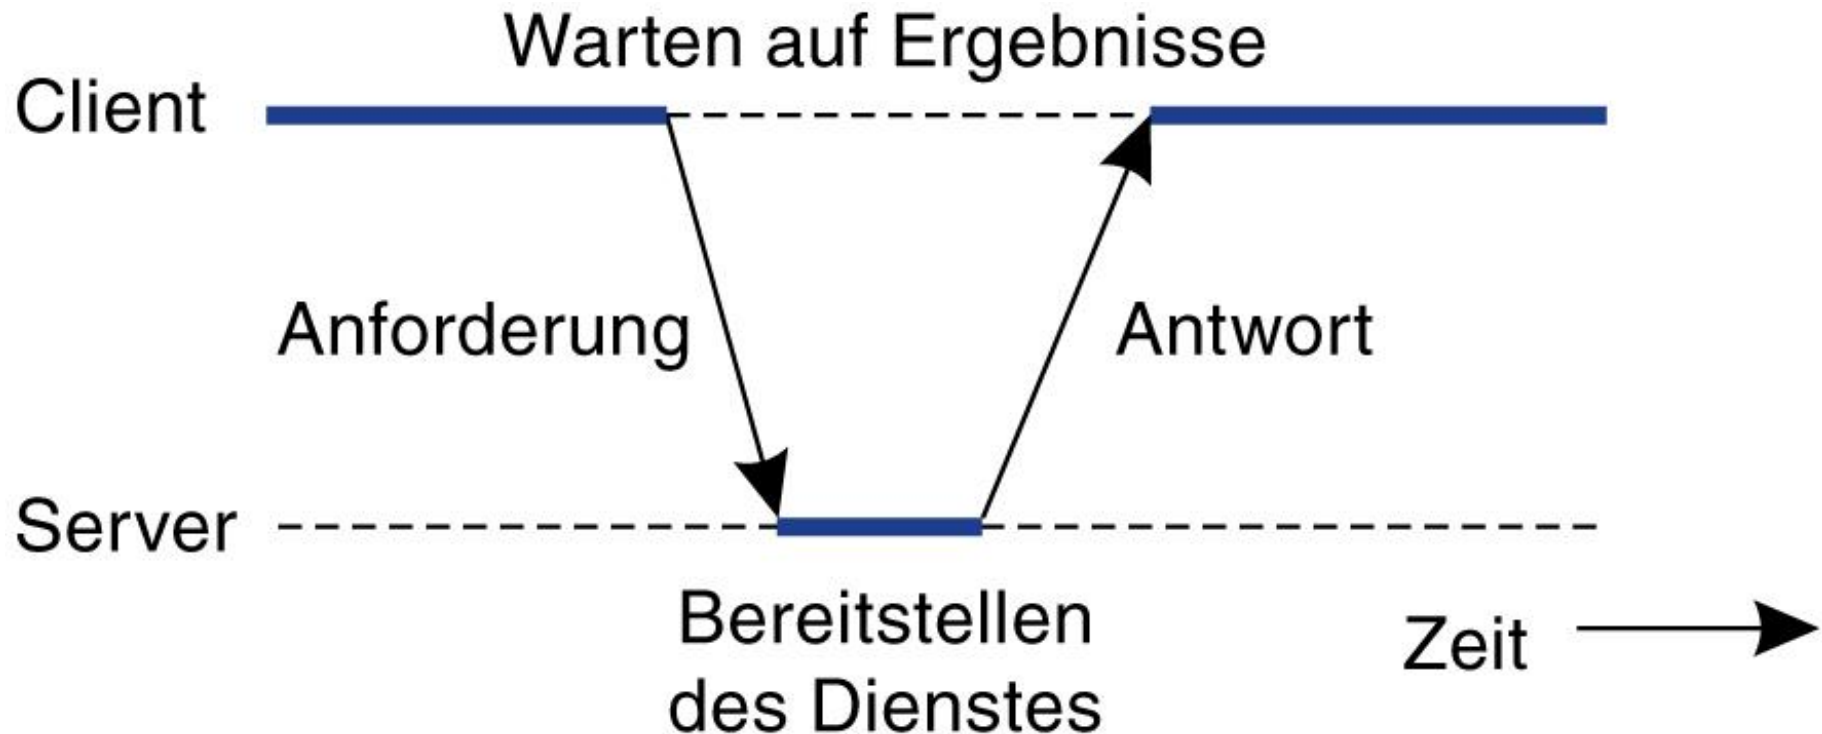 Warten auf Ergebnisse
Client
Anforderung
Antwort
Server
Bereitstellen
des Dienstes
Zeit